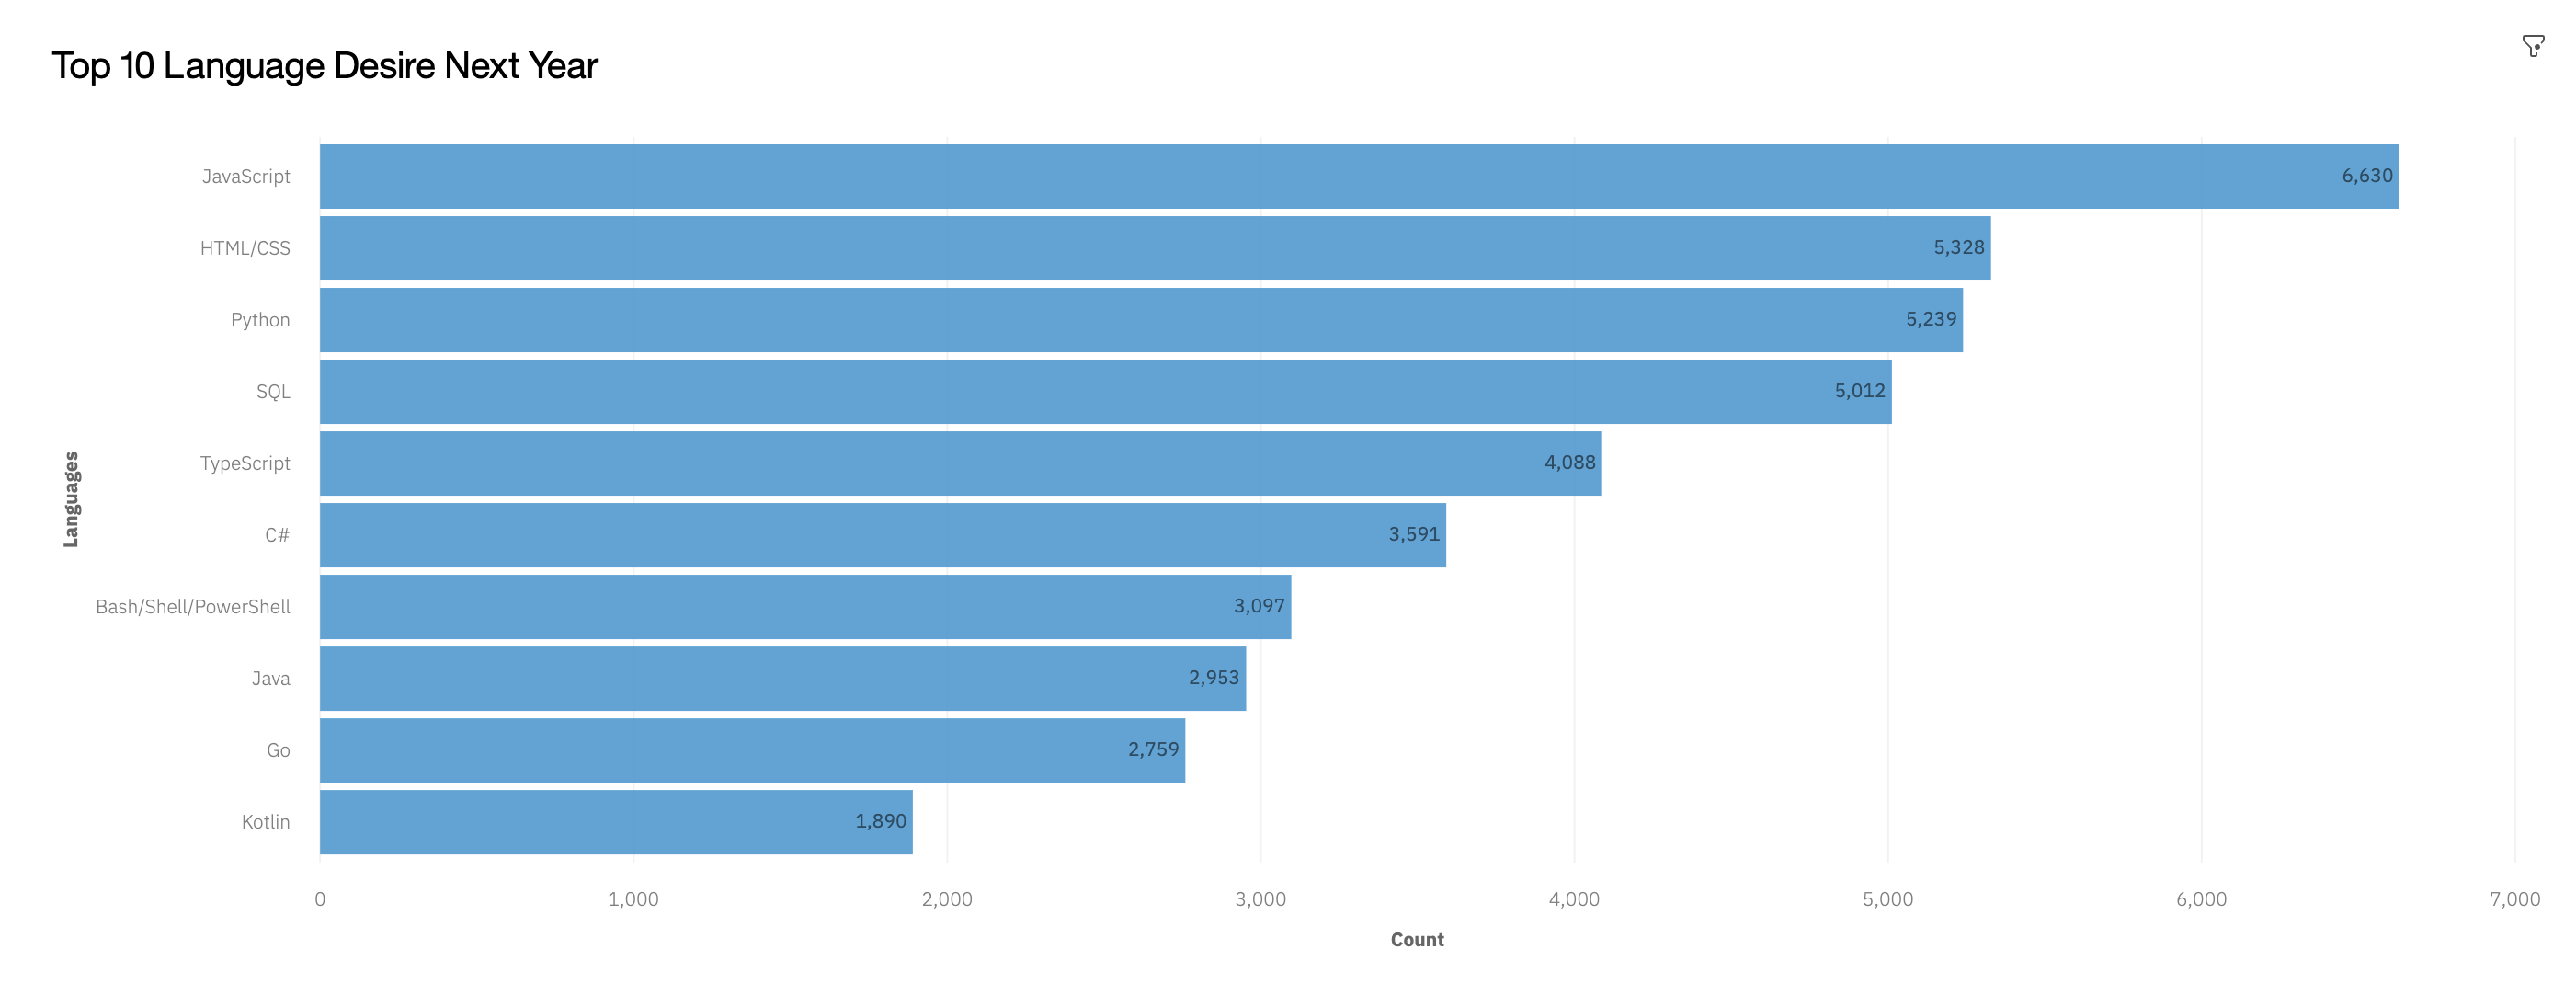 Top 10 Language Desire Next Year
Languages
JavaScript 6,630
HTML/CSS 5,328
Python 5,239
SQL 5,012
TypeScript 4,088
C# 3,591
Bash/Shell/PowerShell 3,097
Java 2,953
Go 2,759
Kotlin 1,890
0 1,000 2,000 3,000 4,000 5,000 6,000 7,000
Count